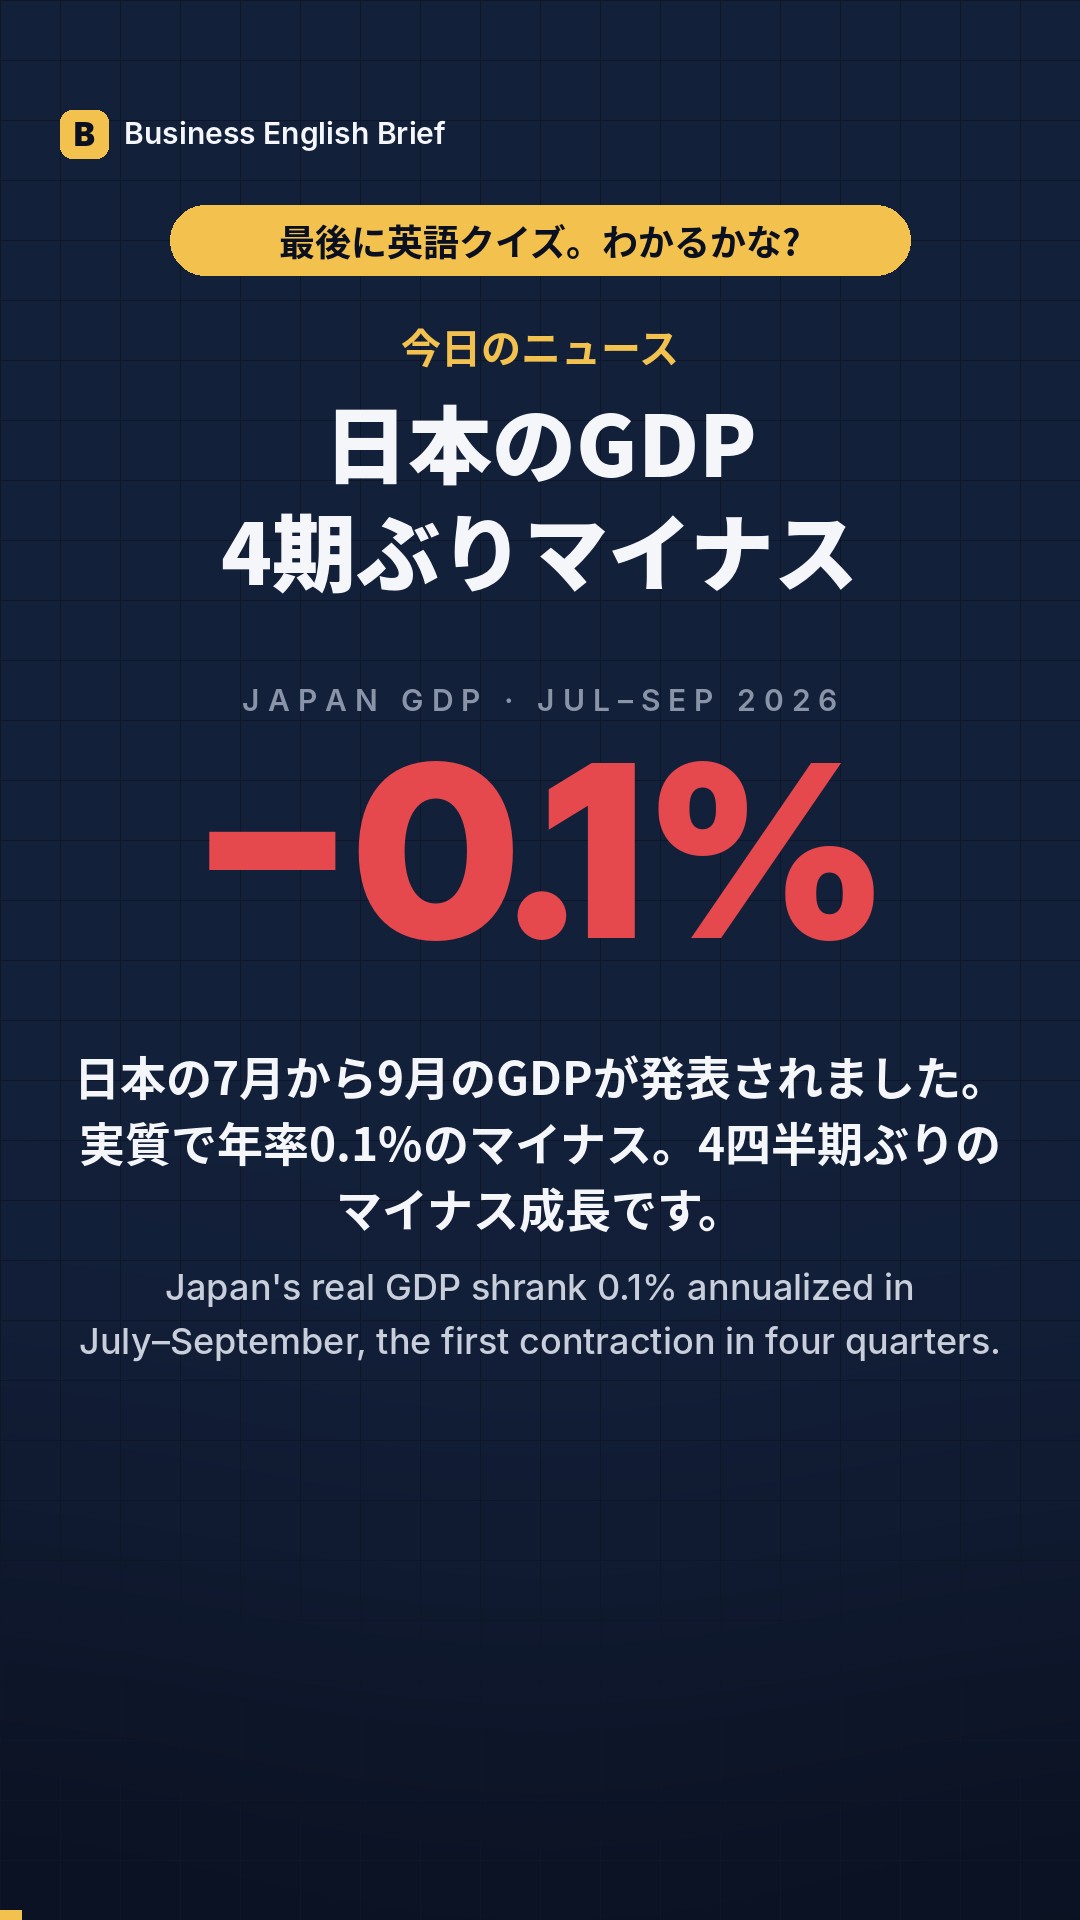 B Business English Brief
最後に英語クイズ。わかるかな?
今日のニュース
日本のGDP
4期ぶりマイナス
JAPAN GDP · JUL–SEP 2026
−0.1%
日本の7月から9月のGDPが発表されました。
実質で年率0.1%のマイナス。4四半期ぶりの
マイナス成長です。
Japan's real GDP shrank 0.1% annualized in
July–September, the first contraction in four quarters.